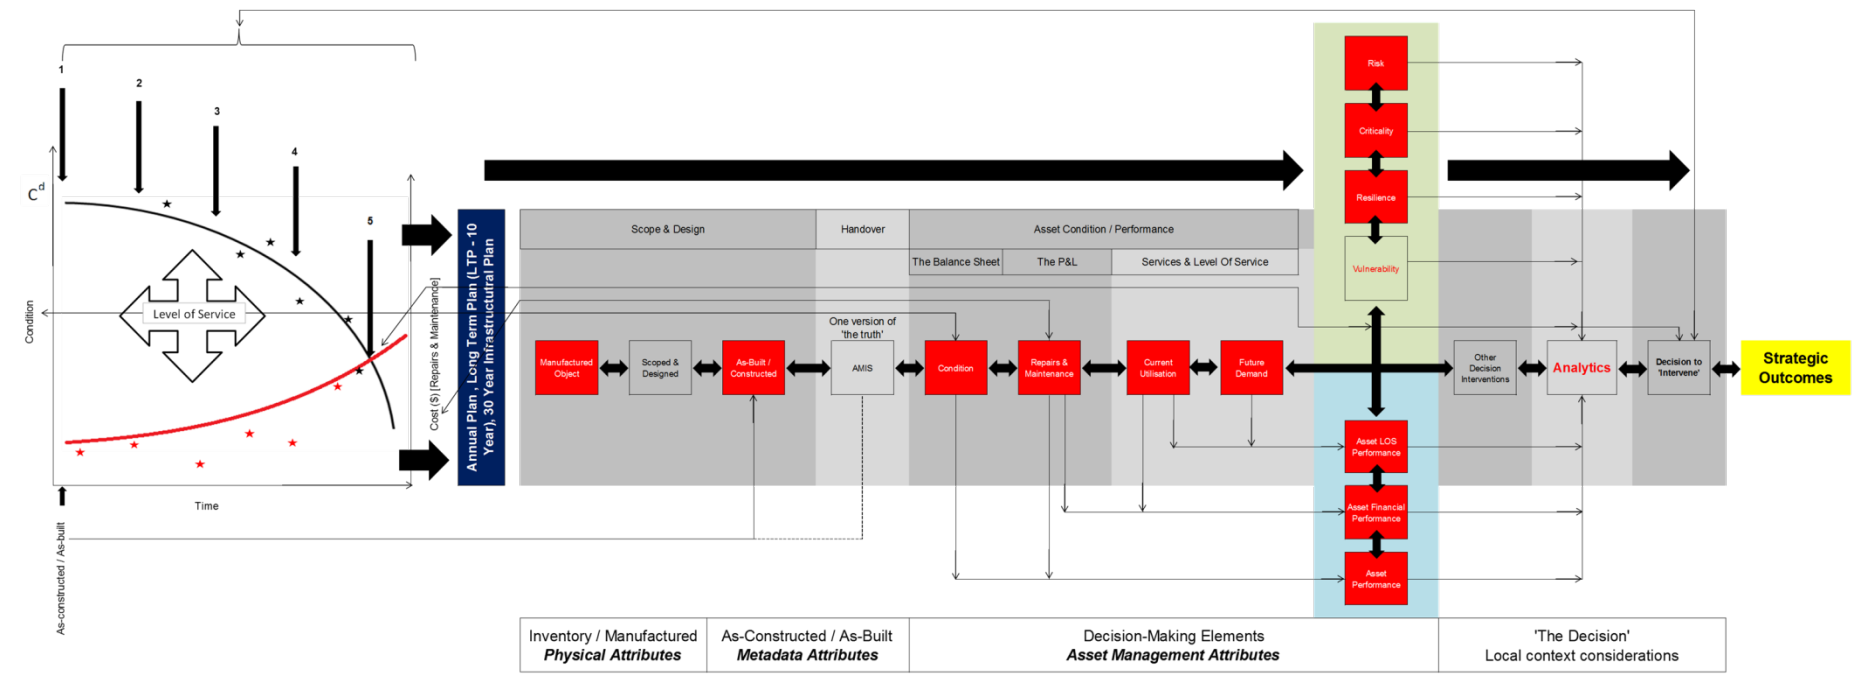 1
2
3
4
5
C^d
Condition
Level of Service
Time
As-constructed / As-built
Cost ($) [Repairs & Maintenance]
Annual Plan , Long Term Plan (LTP - 10
Year), 30 Year Infrastructutral Plan
Scope & Design
Handover
Asset Condition / Performance
The Balance Sheet
The P&L
Services & Level Of Service
One version of
'the truth'
Manufactured
Object
Scoped &
Designed
As-Built /
Constructed
AMIS
Condition
Repairs &
Maintenance
Current
Utilisation
Future
Demand
Risk
Criticality
Resilience
Vulnerability
Asset LOS
Performance
Asset Financial
Performance
Asset
Performance
Other
Decision
Interventions
Analytics
Decision to
'Intervene'
Strategic
Outcomes
Inventory / Manufactured
Physical Attributes
As-Constructed / As-Built
Metadata Attributes
Decision-Making Elements
Asset Management Attributes
'The Decision'
Local context considerations